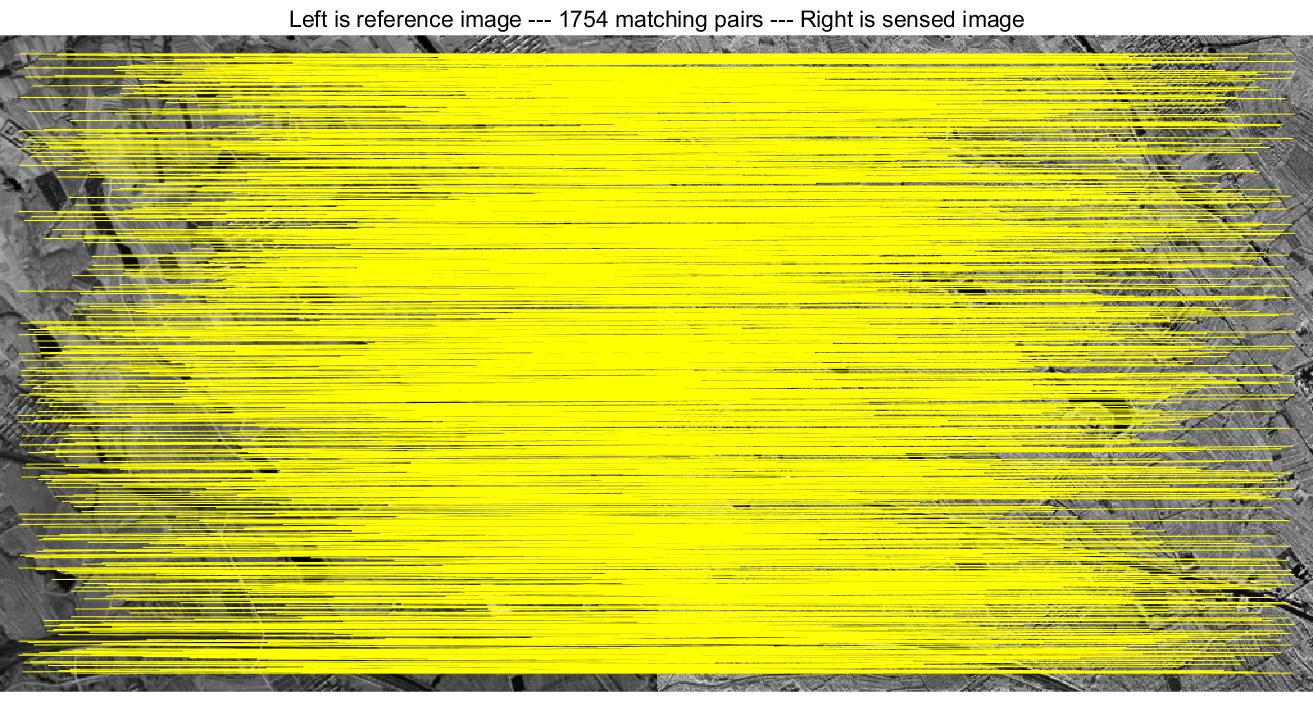 Left is reference image --- 1754 matching pairs --- Right is sensed image